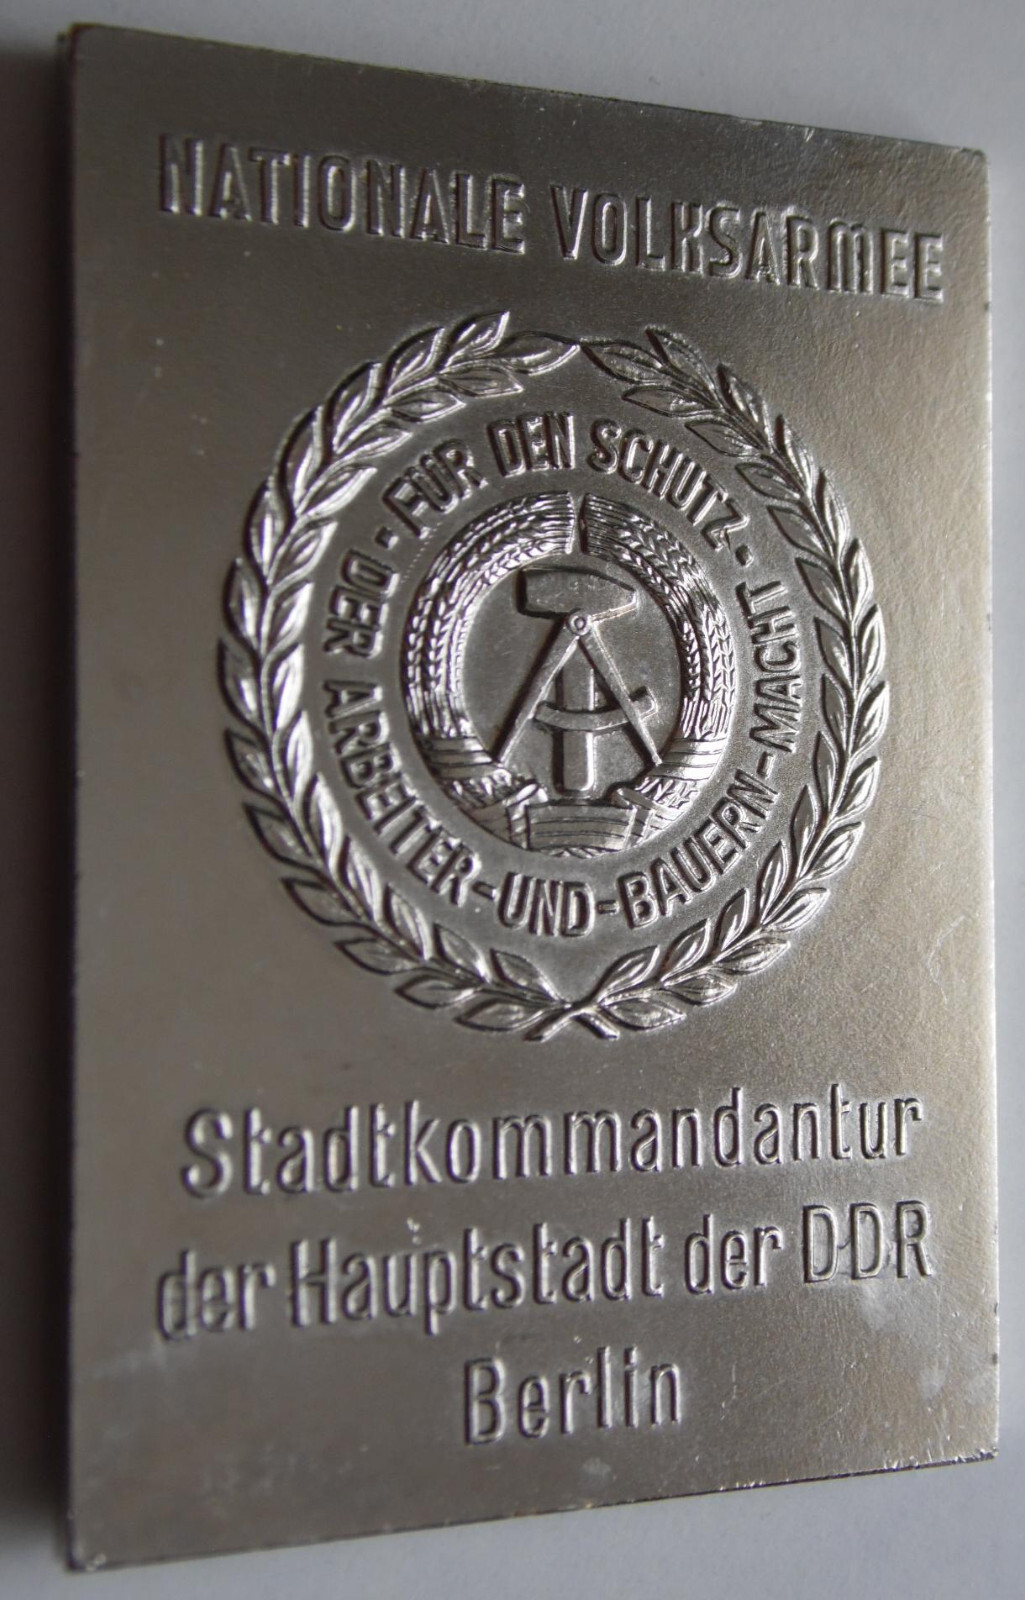 NATIONALE VOLKSARMEE
· FÜR DEN SCHUTZ ·
DER ARBEITER-UND-BAUERN-MACHT
Stadtkommandantur
der Hauptstadt der DDR
Berlin